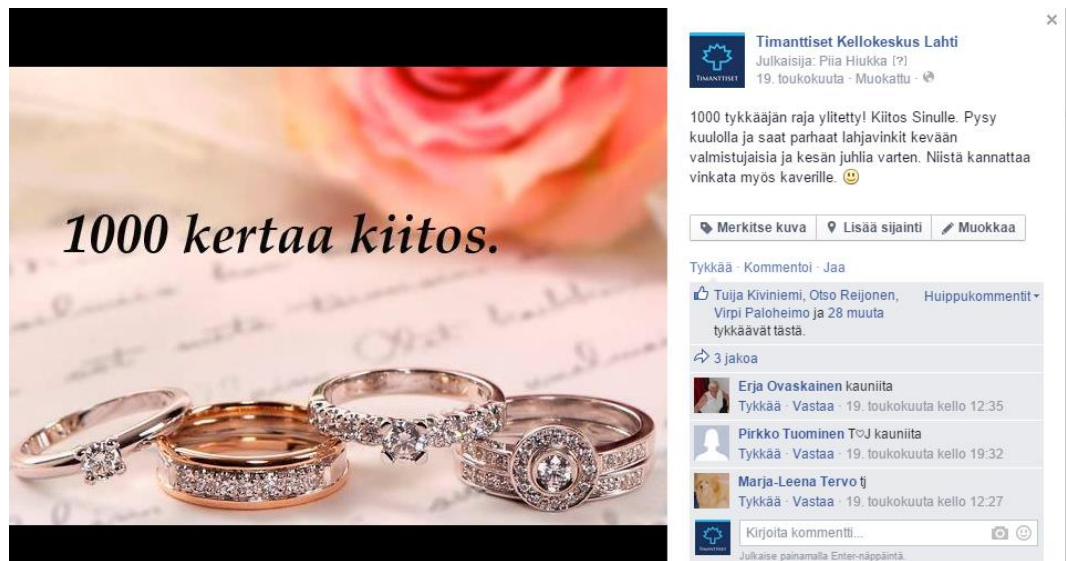 1000 kertaa kiitos.
Olet
TIMANTTISET
Timanttiset Kellokeskus Lahti
Julkaisija: Piia Hiukka [?]
19. toukokuuta · Muokattu ·
1000 tykkääjän raja ylitetty! Kiitos Sinulle. Pysy
kuulolla ja saat parhaat lahjavinkit kevään
valmistujaisia ja kesän juhlia varten. Niistä kannattaa
vinkata myös kaverille.
Merkitse kuva
Lisää sijainti
Muokkaa
Tykkää · Kommentoi · Jaa
Tuija Kiviniemi, Otso Reijonen,
Virpi Paloheimo ja 28 muuta
tykkäävät tästä.
Huippukommentit
3 jakoa
Erja Ovaskainen kauniita
Tykkää · Vastaa · 19. toukokuuta kello 12:35
Pirkko Tuominen T♡J kauniita
Tykkää · Vastaa · 19. toukokuuta kello 19:32
Marja-Leena Tervo tj
Tykkää · Vastaa · 19. toukokuuta kello 12:27
TIMANTTISET
Kirjoita kommentti...
Julkaise painamalla Enter-näppäintä.